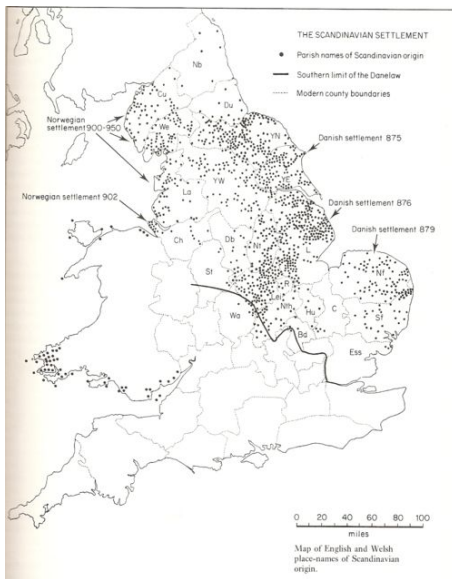 THE SCANDINAVIAN SETTLEMENT
Parish names of Scandinavian origin
Southern limit of the Danelaw
Modern county boundaries
Nb
Cu
Du
Norwegian
settlement 900-950
We
YN
Danish settlement 875
La
YW
YE
Norwegian settlement 902
Danish settlement 876
L
Ch
Db
Nt
Danish settlement 879
St
R
Nf
Lei
Nth
Hu
C
Sf
Wa
Bd
Ess
0 20 40 60 80 100
miles
Map of English and Welsh
place-names of Scandinavian
origin.